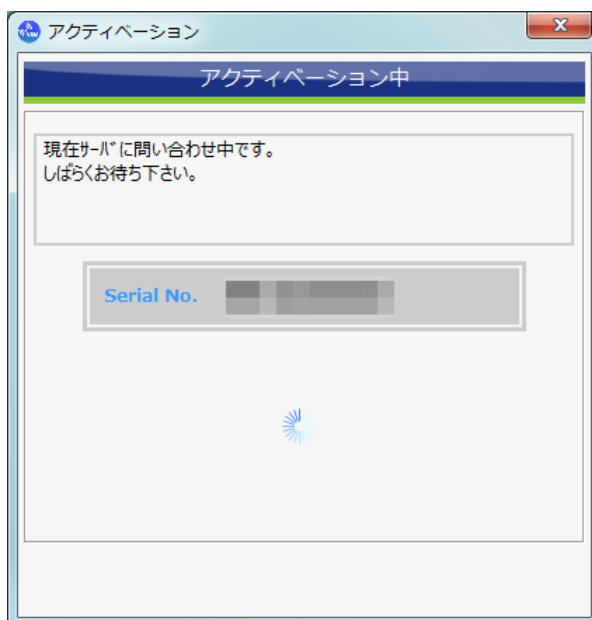 アクティベーション
アクティベーション中
現在ｻｰﾊﾞに問い合わせ中です。
しばらくお待ち下さい。
Serial No.